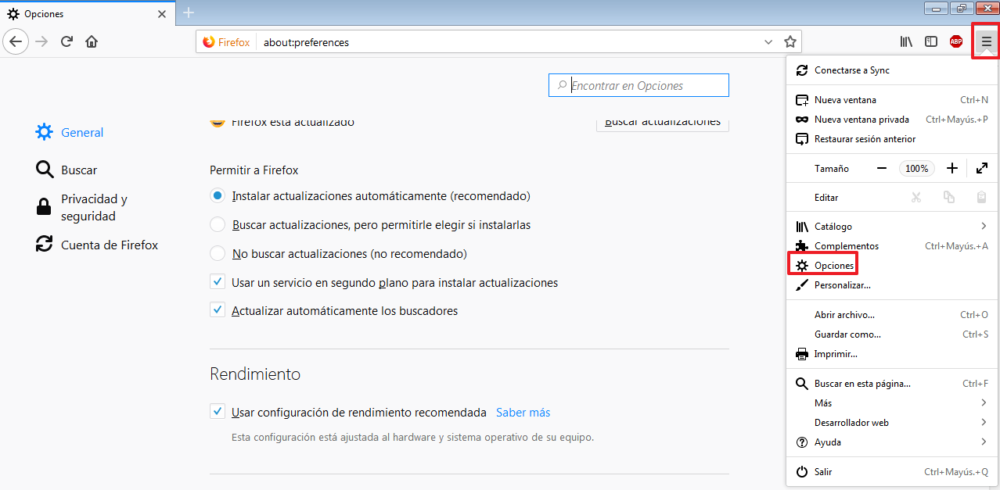 Opciones
Firefox
about:preferences
ABP
Encontrar en Opciones
General
Buscar
Privacidad y
seguridad
Cuenta de Firefox
Firefox está actualizado
Buscar actualizaciones
Permitir a Firefox
Instalar actualizaciones automáticamente (recomendado)
Buscar actualizaciones, pero permitirle elegir si instalarlas
No buscar actualizaciones (no recomendado)
Usar un servicio en segundo plano para instalar actualizaciones
Actualizar automáticamente los buscadores
Rendimiento
Usar configuración de rendimiento recomendada Saber más
Esta configuración está ajustada al hardware y sistema operativo de su equipo.
Conectarse a Sync
Nueva ventana Ctrl+N
Nueva ventana privada Ctrl+Mayús.+P
Restaurar sesión anterior
Tamaño 100%
Editar
Catálogo
Complementos Ctrl+Mayús.+A
Opciones
Personalizar...
Abrir archivo... Ctrl+O
Guardar como... Ctrl+S
Imprimir...
Buscar en esta página... Ctrl+F
Más
Desarrollador web
Ayuda
Salir Ctrl+Mayús.+Q